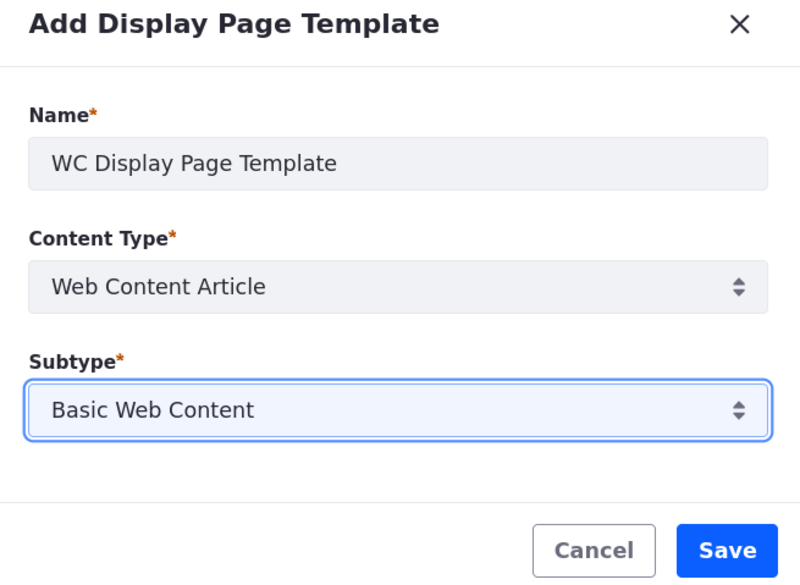 Add Display Page Template
Name*
WC Display Page Template
Content Type*
Web Content Article
Subtype*
Basic Web Content
Cancel Save